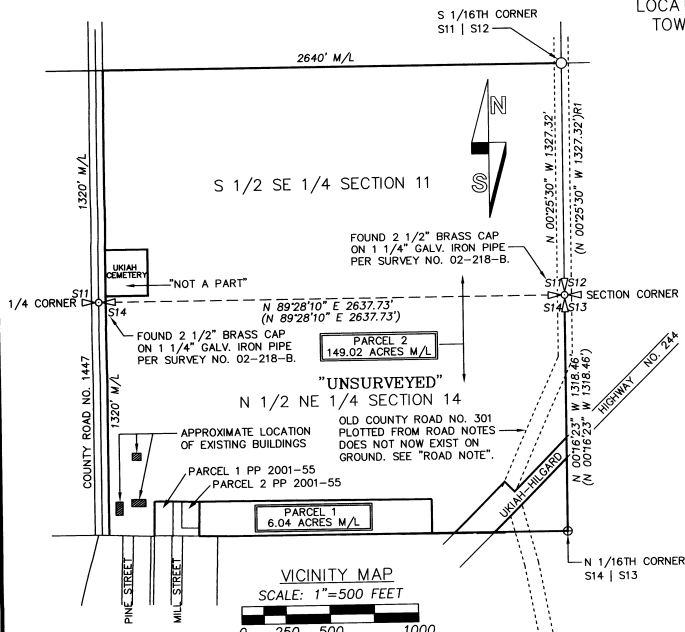 S 1/16TH CORNER
S11 | S12
LOCA
TOW
2640' M/L
N
S
1320' M/L
N 00°25'30" W 1327.32'
(N 00°25'30" W 1327.32')R1
S 1/2 SE 1/4 SECTION 11
FOUND 2 1/2" BRASS CAP
ON 1 1/4" GALV. IRON PIPE
PER SURVEY NO. 02-218-B.
UKIAH
CEMETERY
"NOT A PART"
1/4 CORNER
S11
S14
N 89°28'10" E 2637.73'
(N 89°28'10" E 2637.73')
S11
S12
S14
S13
SECTION CORNER
FOUND 2 1/2" BRASS CAP
ON 1 1/4" GALV. IRON PIPE
PER SURVEY NO. 02-218-B.
PARCEL 2
149.02 ACRES M/L
"UNSURVEYED"
N 1/2 NE 1/4 SECTION 14
COUNTY ROAD NO. 1447
1320' M/L
N 00°16'23" W 1318.46'
(N 00°16'23" W 1318.46')
APPROXIMATE LOCATION
OF EXISTING BUILDINGS
OLD COUNTY ROAD NO. 301
PLOTTED FROM ROAD NOTES
DOES NOT NOW EXIST ON
GROUND. SEE "ROAD NOTE".
UKIAH-HILGARD HIGHWAY NO. 244
PARCEL 1 PP 2001-55
PARCEL 2 PP 2001-55
PARCEL 1
6.04 ACRES M/L
N 1/16TH CORNER
S14 | S13
PINE STREET
MILL STREET
VICINITY MAP
SCALE: 1"=500 FEET
0 250 500 1000